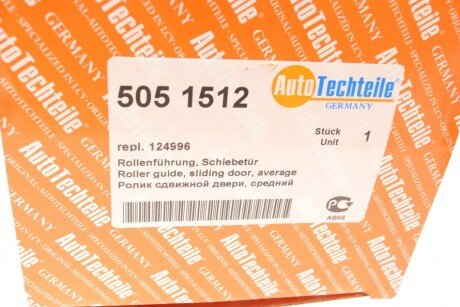 AutoTechteile
GERMANY
505 1512
Stück
Unit 1
repl. 124996
Rollenführung, Schiebetür
Roller guide, sliding door, average
Ролик сдвижной двери, средний
АВ68